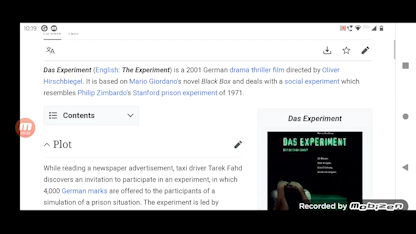 10:19
Das Experiment (English: The Experiment) is a 2001 German drama thriller film directed by Oliver
Hirschbiegel. It is based on Mario Giordano's novel Black Box and deals with a social experiment which
resembles Philip Zimbardo's Stanford prison experiment of 1971.
Contents
Plot
While reading a newspaper advertisement, taxi driver Tarek Fahd
discovers an invitation to participate in an experiment, in which
4,000 German marks are offered to the participants of a
simulation of a prison situation. The experiment is led by
Das Experiment
DAS EXPERIMENT
Recorded by Mobizen